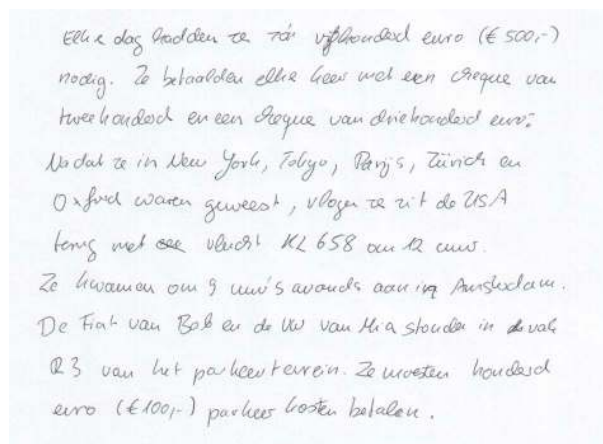 Elke dag hadden ze zo'n vijfhonderd euro (€ 500,-)
nodig. Ze betaalden elke keer met een cheque van
tweehonderd en een cheque van driehonderd euro.
Nadat ze in New York, Tokyo, Parijs, Zürich en
Oxford waren geweest, vlogen ze uit de USA
terug met vlucht KL 658 om 12 uur.
Ze kwamen om 9 uur 's avonds aan in Amsterdam.
De Fiat van Bob en de VW van Mia stonden in vak
R3 van het parkeerterrein. Ze moesten honderd
euro (€ 100,-) parkeer kosten betalen.